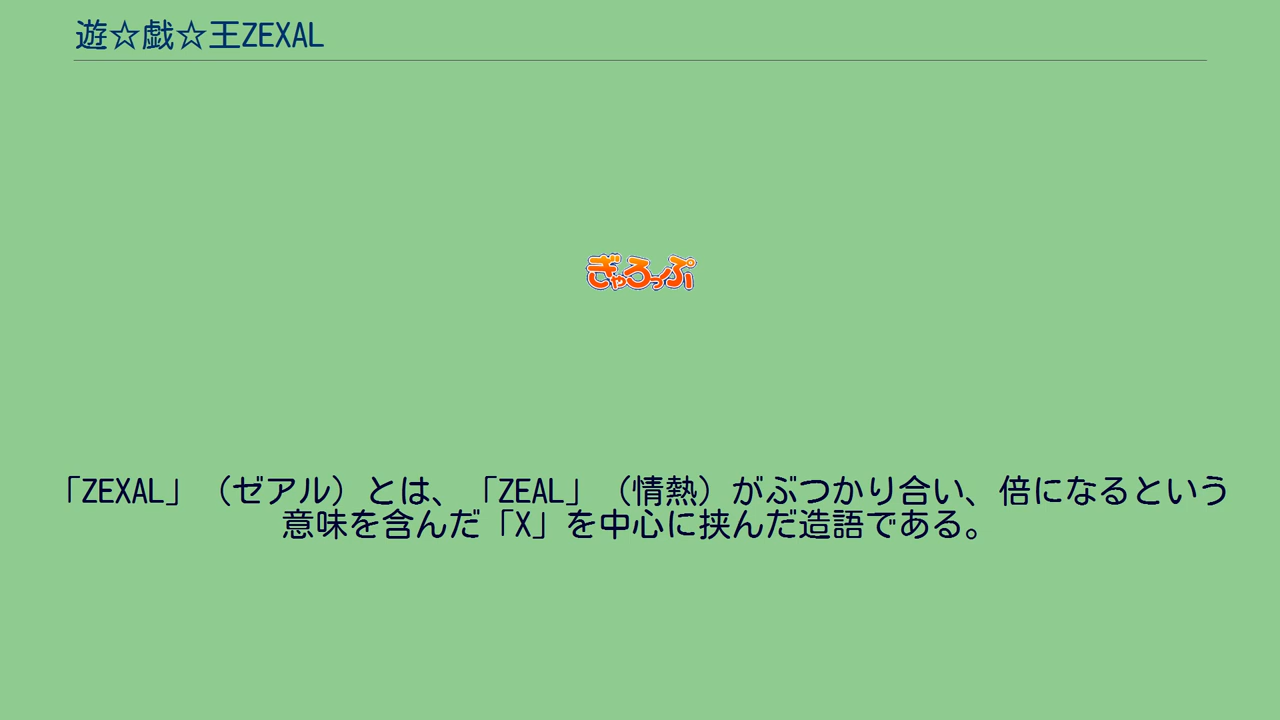 遊☆戯☆王ZEXAL
ぎゃろっぷ
「ZEXAL」（ゼアル）とは、「ZEAL」（情熱）がぶつかり合い、倍になるという
意味を含んだ「X」を中心に挟んだ造語である。